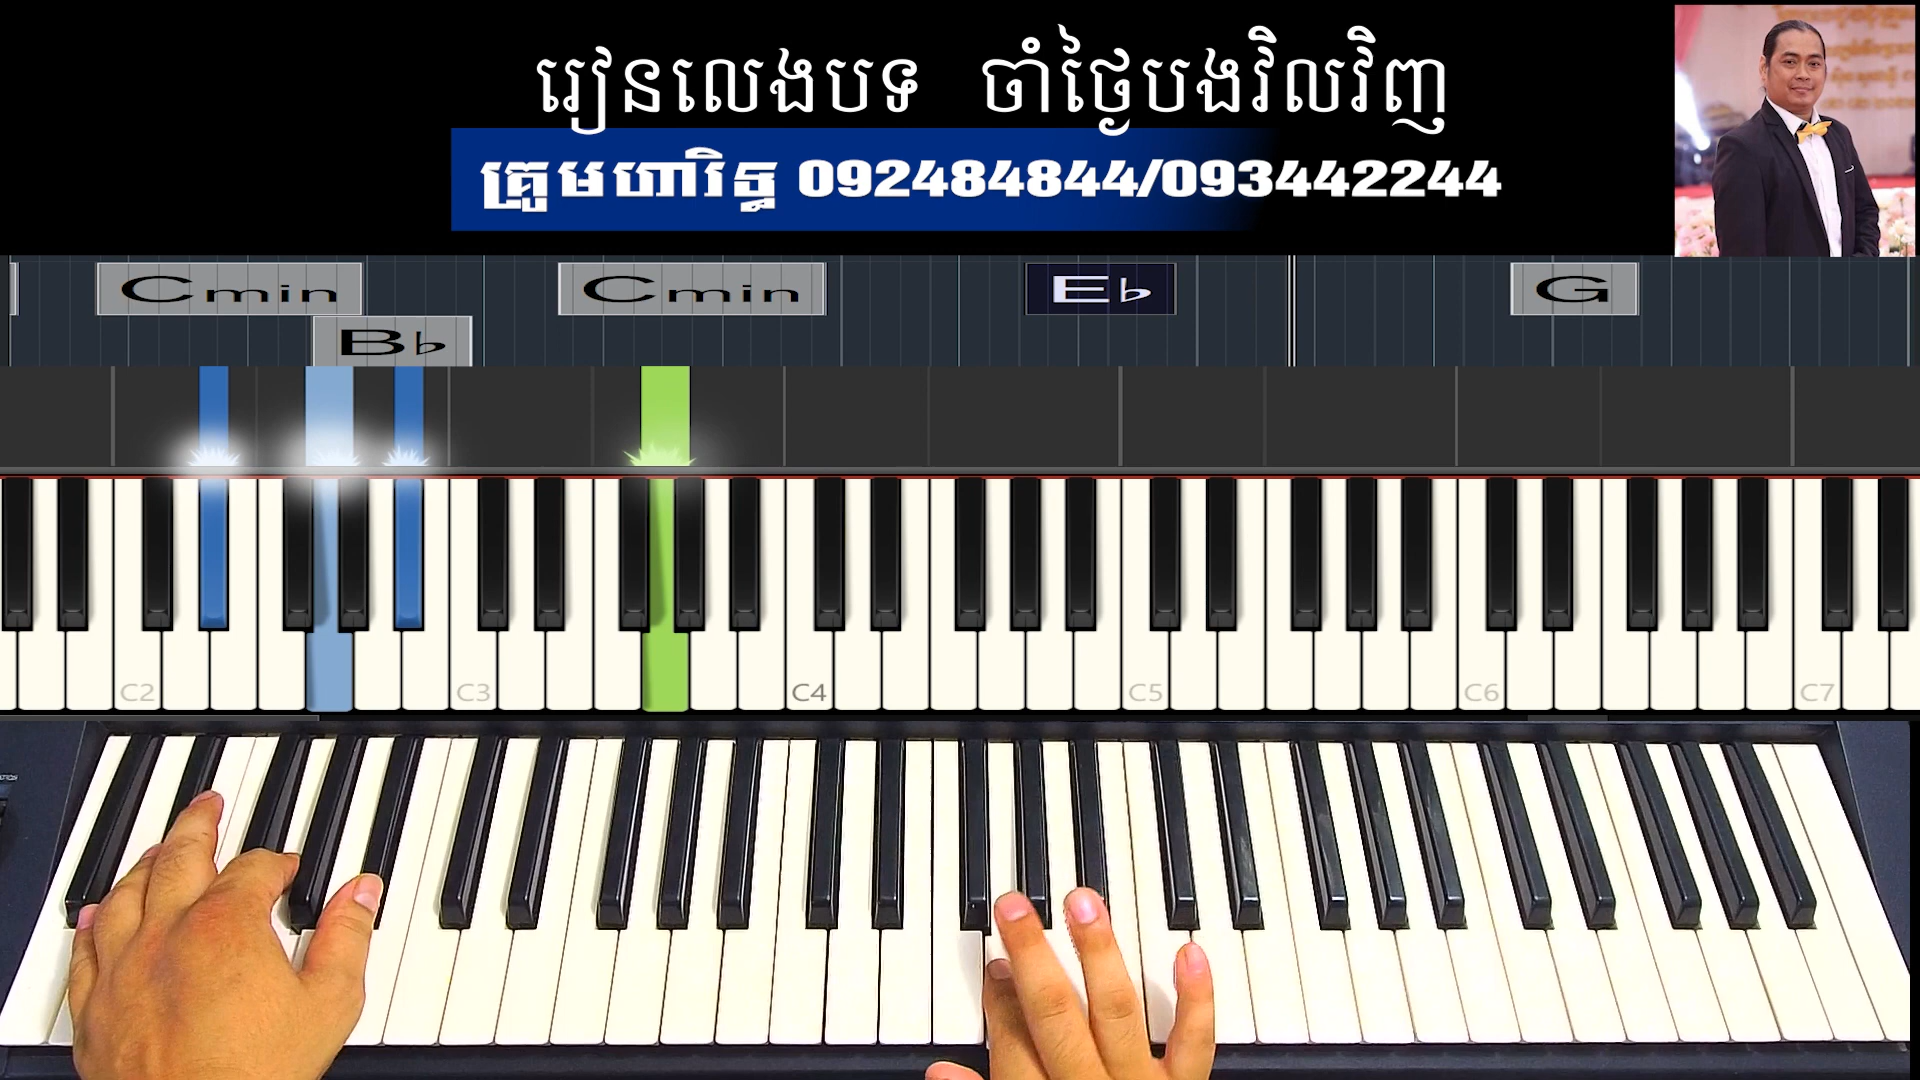 រៀនលេងបទ ចាំថ្ងៃបងវិលវិញ
គ្រូមហារិទ្ធ 092484844/093442244
Cmin Cmin E♭ G
B♭
C2 C3 C4 C5 C6 C7